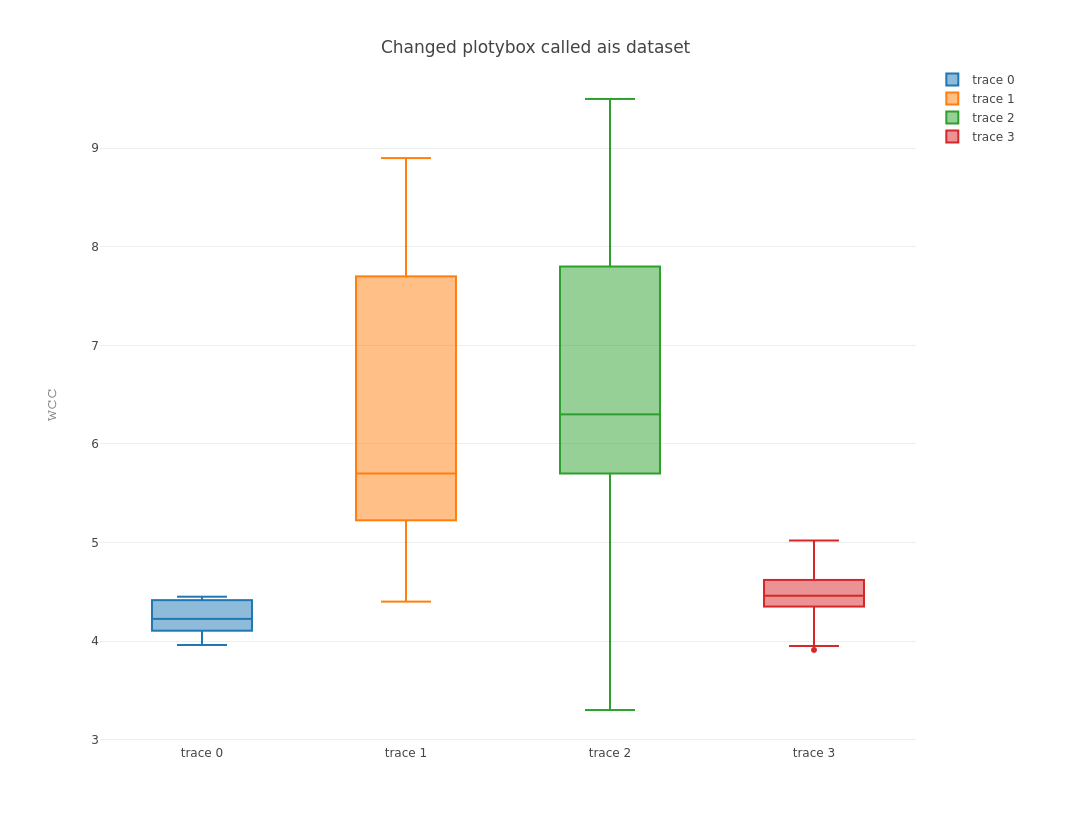 Changed plotybox called ais dataset
trace 0
trace 1
trace 2
trace 3
WCC
9
8
7
6
5
4
3
trace 0 trace 1 trace 2 trace 3